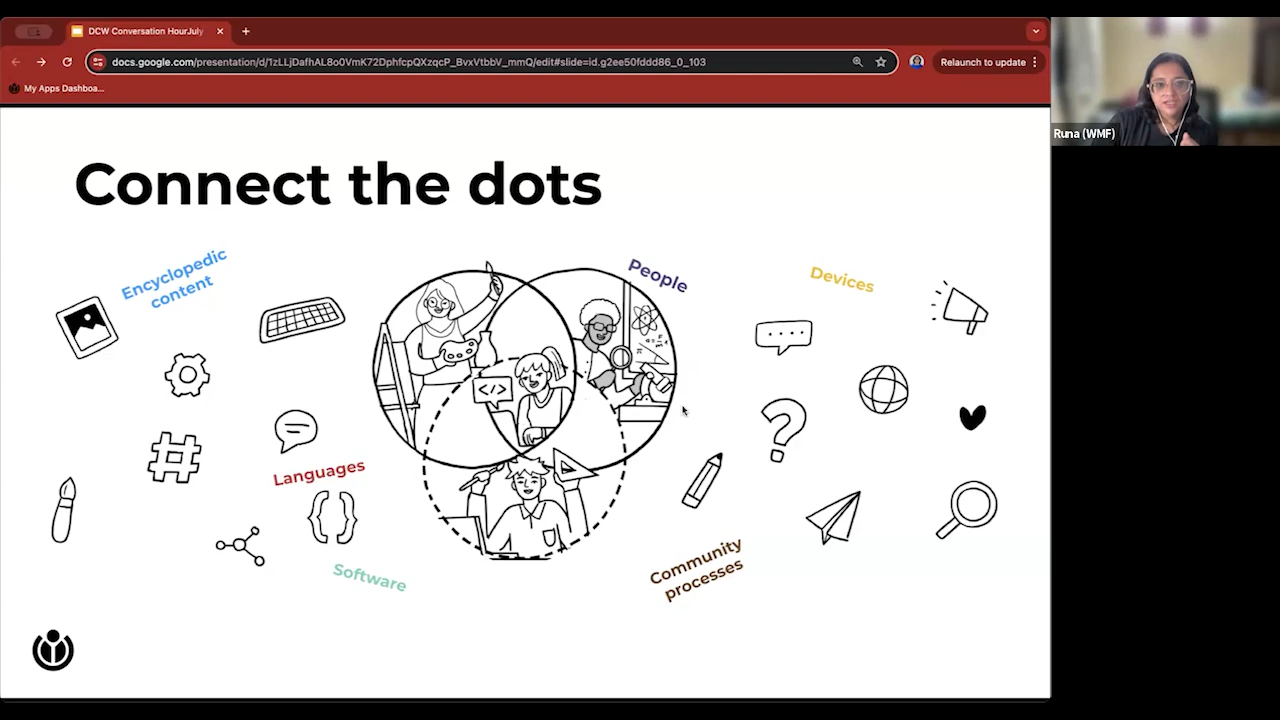 DCW Conversation HourJuly
docs.google.com/presentation/d/1zLLjDafhAL8o0VmK72DphfcpQXzqcP_BvxVtbbV_mmQ/edit#slide=id.g2ee50fddd86_0_103
Relaunch to update
My Apps Dashboa...
Runa (WMF)
Connect the dots
Encyclopedic
content
People
Devices
</>
Languages
Software
Community
processes